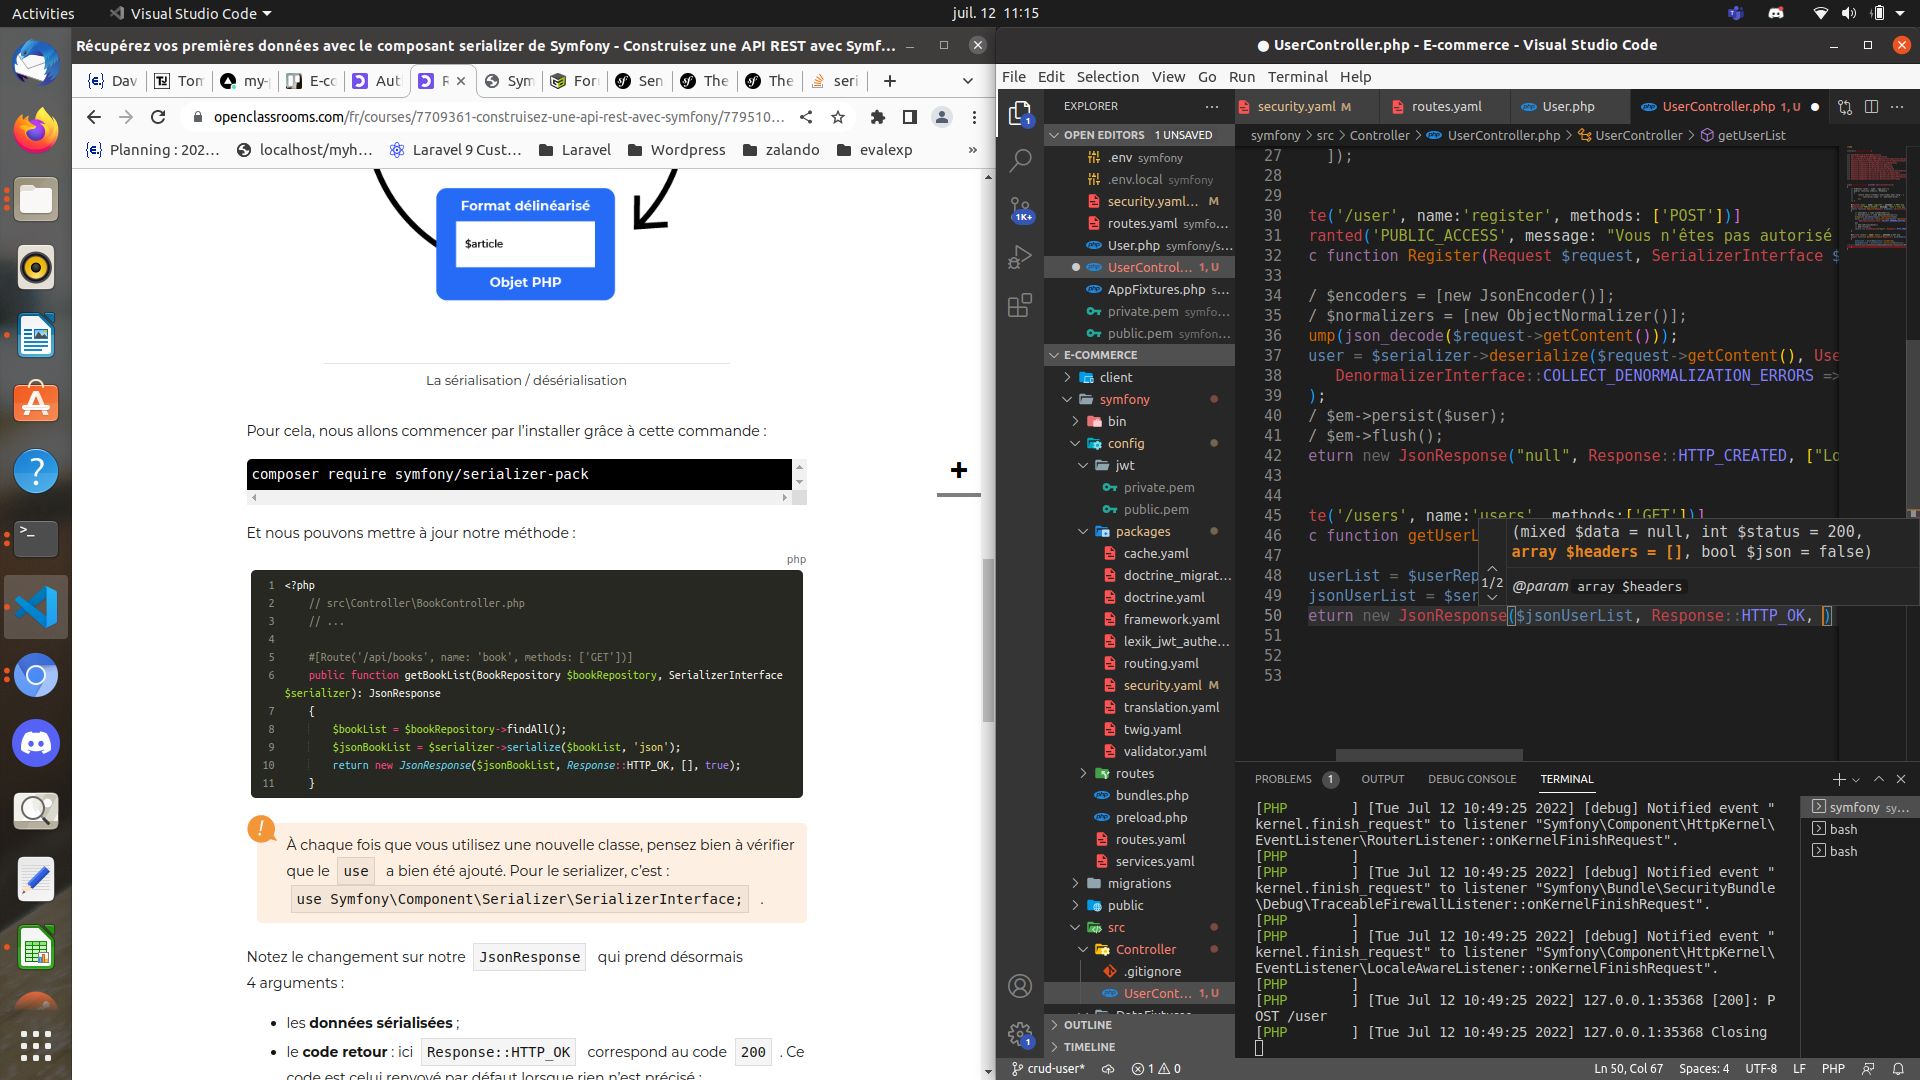 Activities
Visual Studio Code
juil. 12 11:15
Récupérez vos premières données avec le composant serializer de Symfony - Construisez une API REST avec Symf…
Dav
Tom
my-
E-co
Aut
R
Sym
For
Sen
The
The
seri
openclassrooms.com/fr/courses/7709361-construisez-une-api-rest-avec-symfony/779510...
Planning : 202…
localhost/myh…
Laravel 9 Cust…
Laravel
Wordpress
zalando
evalexp
»
Format délinéarisé
$article
Objet PHP
La sérialisation / désérialisation
Pour cela, nous allons commencer par l'installer grâce à cette commande :
composer require symfony/serializer-pack
Et nous pouvons mettre à jour notre méthode :
php
1 <?php
2 // src\Controller\BookController.php
3 // ...
4
5 #[Route('/api/books', name: 'book', methods: ['GET'])]
6 public function getBookList(BookRepository $bookRepository, SerializerInterface
$serializer): JsonResponse
7 {
8 $bookList = $bookRepository->findAll();
9 $jsonBookList = $serializer->serialize($bookList, 'json');
10 return new JsonResponse($jsonBookList, Response::HTTP_OK, [], true);
11 }
!
À chaque fois que vous utilisez une nouvelle classe, pensez bien à vérifier
que le use a bien été ajouté. Pour le serializer, c'est :
use Symfony\Component\Serializer\SerializerInterface; .
Notez le changement sur notre JsonResponse qui prend désormais
4 arguments :
les données sérialisées ;
le code retour : ici Response::HTTP_OK correspond au code 200 . Ce
code est celui renvoyé par défaut lorsque rien n'est précisé ;
UserController.php - E-commerce - Visual Studio Code
File Edit Selection View Go Run Terminal Help
1
1K+
1
EXPLORER
OPEN EDITORS 1 UNSAVED
.env symfony
.env.local symfony
security.yaml... M
routes.yaml symfo...
User.php symfony/s...
UserControl... 1, U
AppFixtures.php s...
private.pem symfo...
public.pem symfon...
E-COMMERCE
client
symfony
bin
config
jwt
private.pem
public.pem
packages
cache.yaml
doctrine_migrat...
doctrine.yaml
framework.yaml
lexik_jwt_authe...
routing.yaml
security.yaml M
translation.yaml
twig.yaml
validator.yaml
routes
bundles.php
preload.php
routes.yaml
services.yaml
migrations
public
src
Controller
.gitignore
UserCont... 1, U
DataFixtures
OUTLINE
TIMELINE
security.yaml M
routes.yaml
User.php
UserController.php 1, U
symfony > src > Controller > UserController.php > UserController > getUserList
27 ]);
28
29
30 te('/user', name:'register', methods: ['POST'])]
31 ranted('PUBLIC_ACCESS', message: "Vous n'êtes pas autorisé
32 c function Register(Request $request, SerializerInterface $
33
34 / $encoders = [new JsonEncoder()];
35 / $normalizers = [new ObjectNormalizer()];
36 ump(json_decode($request->getContent()));
37 user = $serializer->deserialize($request->getContent(), Use
38 DenormalizerInterface::COLLECT_DENORMALIZATION_ERRORS =>
39 );
40 / $em->persist($user);
41 / $em->flush();
42 eturn new JsonResponse("null", Response::HTTP_CREATED, ["Lo
43
44
45 te('/users', name:'users', methods:['GET'])]
46 c function getUserL
47
48 userList = $userRep
49 jsonUserList = $ser
50 eturn new JsonResponse($jsonUserList, Response::HTTP_OK, )
51
52
53
(mixed $data = null, int $status = 200,
array $headers = [], bool $json = false)
1/2
@param array $headers
PROBLEMS 1 OUTPUT DEBUG CONSOLE TERMINAL
[PHP ] [Tue Jul 12 10:49:25 2022] [debug] Notified event "
kernel.finish_request" to listener "Symfony\Component\HttpKernel\
EventListener\RouterListener::onKernelFinishRequest".
[PHP ]
[PHP ] [Tue Jul 12 10:49:25 2022] [debug] Notified event "
kernel.finish_request" to listener "Symfony\Bundle\SecurityBundle
\Debug\TraceableFirewallListener::onKernelFinishRequest".
[PHP ]
[PHP ] [Tue Jul 12 10:49:25 2022] [debug] Notified event "
kernel.finish_request" to listener "Symfony\Component\HttpKernel\
EventListener\LocaleAwareListener::onKernelFinishRequest".
[PHP ]
[PHP ] [Tue Jul 12 10:49:25 2022] 127.0.0.1:35368 [200]: P
OST /user
[PHP ] [Tue Jul 12 10:49:25 2022] 127.0.0.1:35368 Closing
symfony sy...
bash
bash
crud-user*
1 0
Ln 50, Col 67
Spaces: 4
UTF-8
LF
PHP